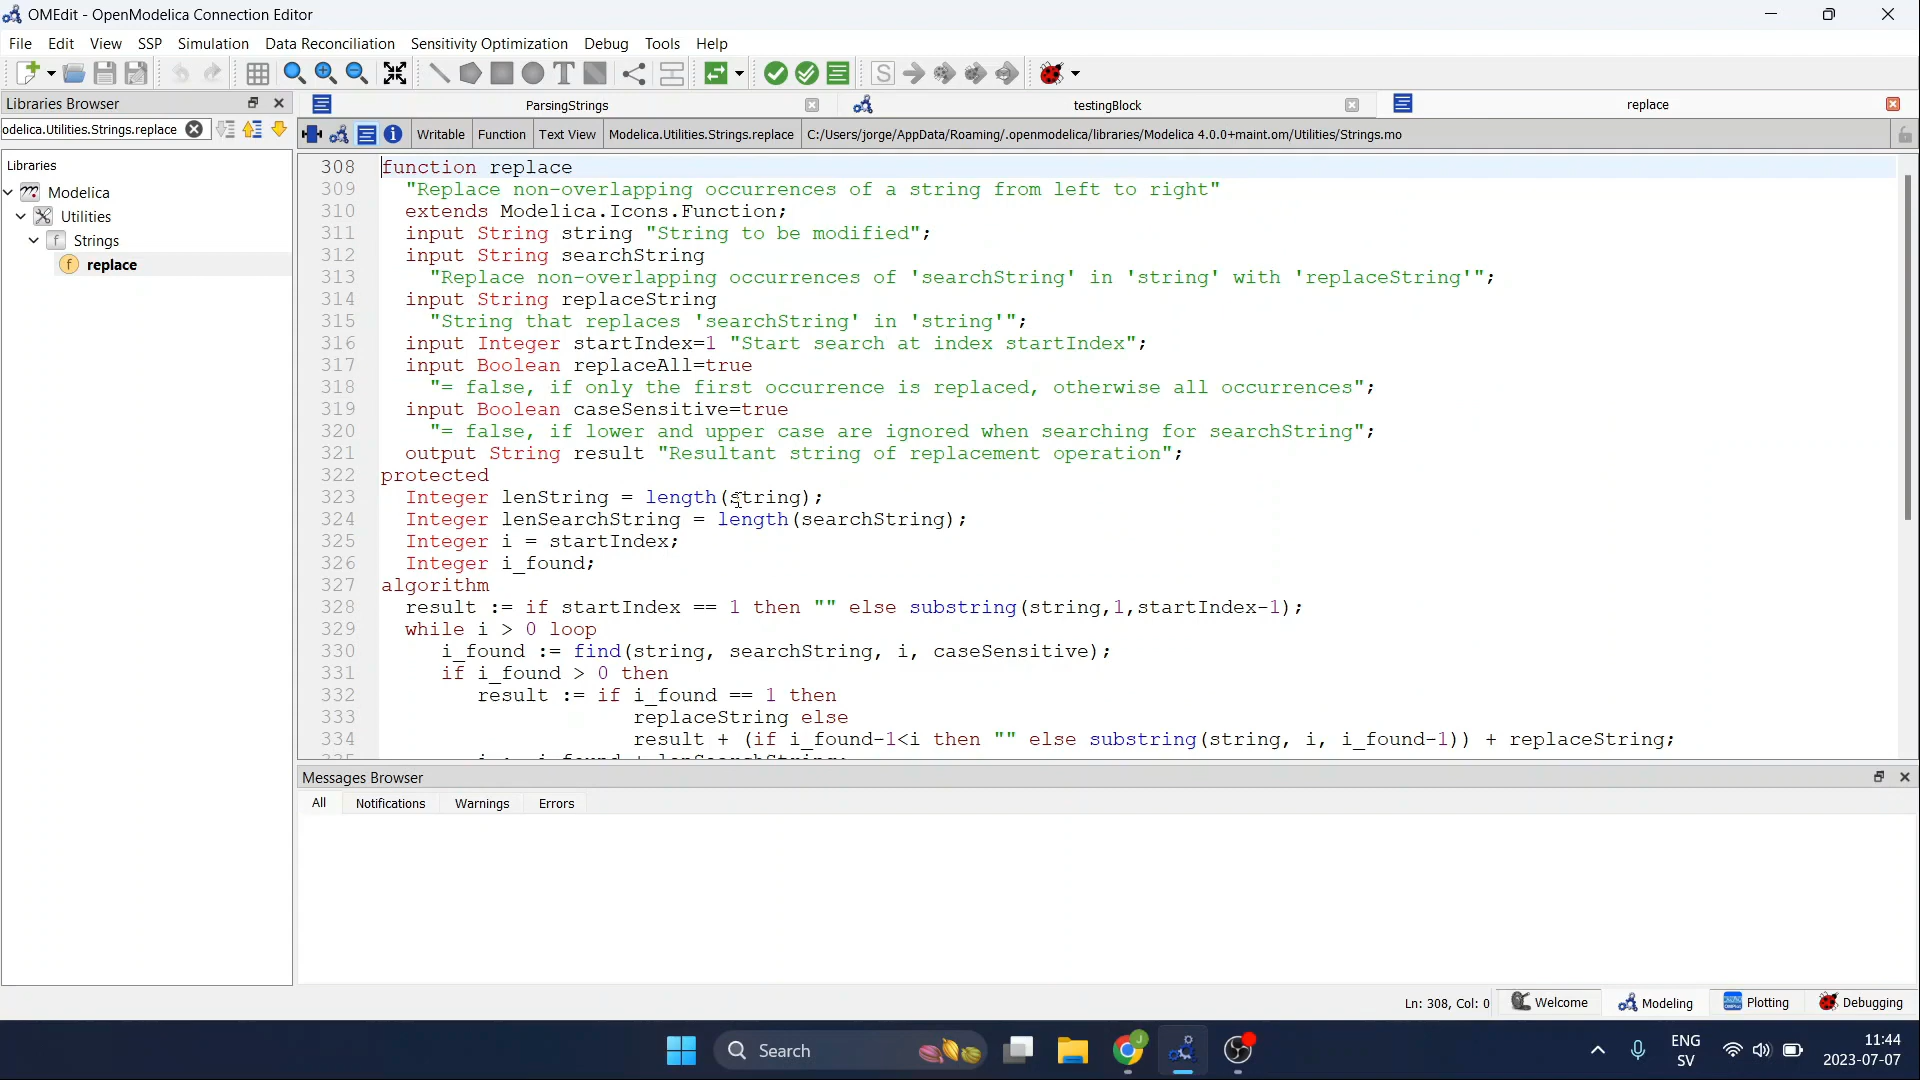 OMEdit - OpenModelica Connection Editor
File Edit View SSP Simulation Data Reconciliation Sensitivity Optimization Debug Tools Help
Libraries Browser
ParsingStrings
testingBlock
replace
odelica.Utilities.Strings.replace
Writable Function Text View Modelica.Utilities.Strings.replace C:/Users/jorge/AppData/Roaming/.openmodelica/libraries/Modelica 4.0.0+maint.om/Utilities/Strings.mo
Libraries
Modelica
Utilities
Strings
replace
308 function replace
309 "Replace non-overlapping occurrences of a string from left to right"
310 extends Modelica.Icons.Function;
311 input String string "String to be modified";
312 input String searchString
313 "Replace non-overlapping occurrences of 'searchString' in 'string' with 'replaceString'";
314 input String replaceString
315 "String that replaces 'searchString' in 'string'";
316 input Integer startIndex=1 "Start search at index startIndex";
317 input Boolean replaceAll=true
318 "= false, if only the first occurrence is replaced, otherwise all occurrences";
319 input Boolean caseSensitive=true
320 "= false, if lower and upper case are ignored when searching for searchString";
321 output String result "Resultant string of replacement operation";
322 protected
323 Integer lenString = length(string);
324 Integer lenSearchString = length(searchString);
325 Integer i = startIndex;
326 Integer i_found;
327 algorithm
328 result := if startIndex == 1 then "" else substring(string,1,startIndex-1);
329 while i > 0 loop
330 i_found := find(string, searchString, i, caseSensitive);
331 if i_found > 0 then
332 result := if i_found == 1 then
333 replaceString else
334 result + (if i_found-1<i then "" else substring(string, i, i_found-1)) + replaceString;
Messages Browser
All Notifications Warnings Errors
Ln: 308, Col: 0 Welcome Modeling Plotting Debugging
Search
J
ENG
SV
11:44
2023-07-07